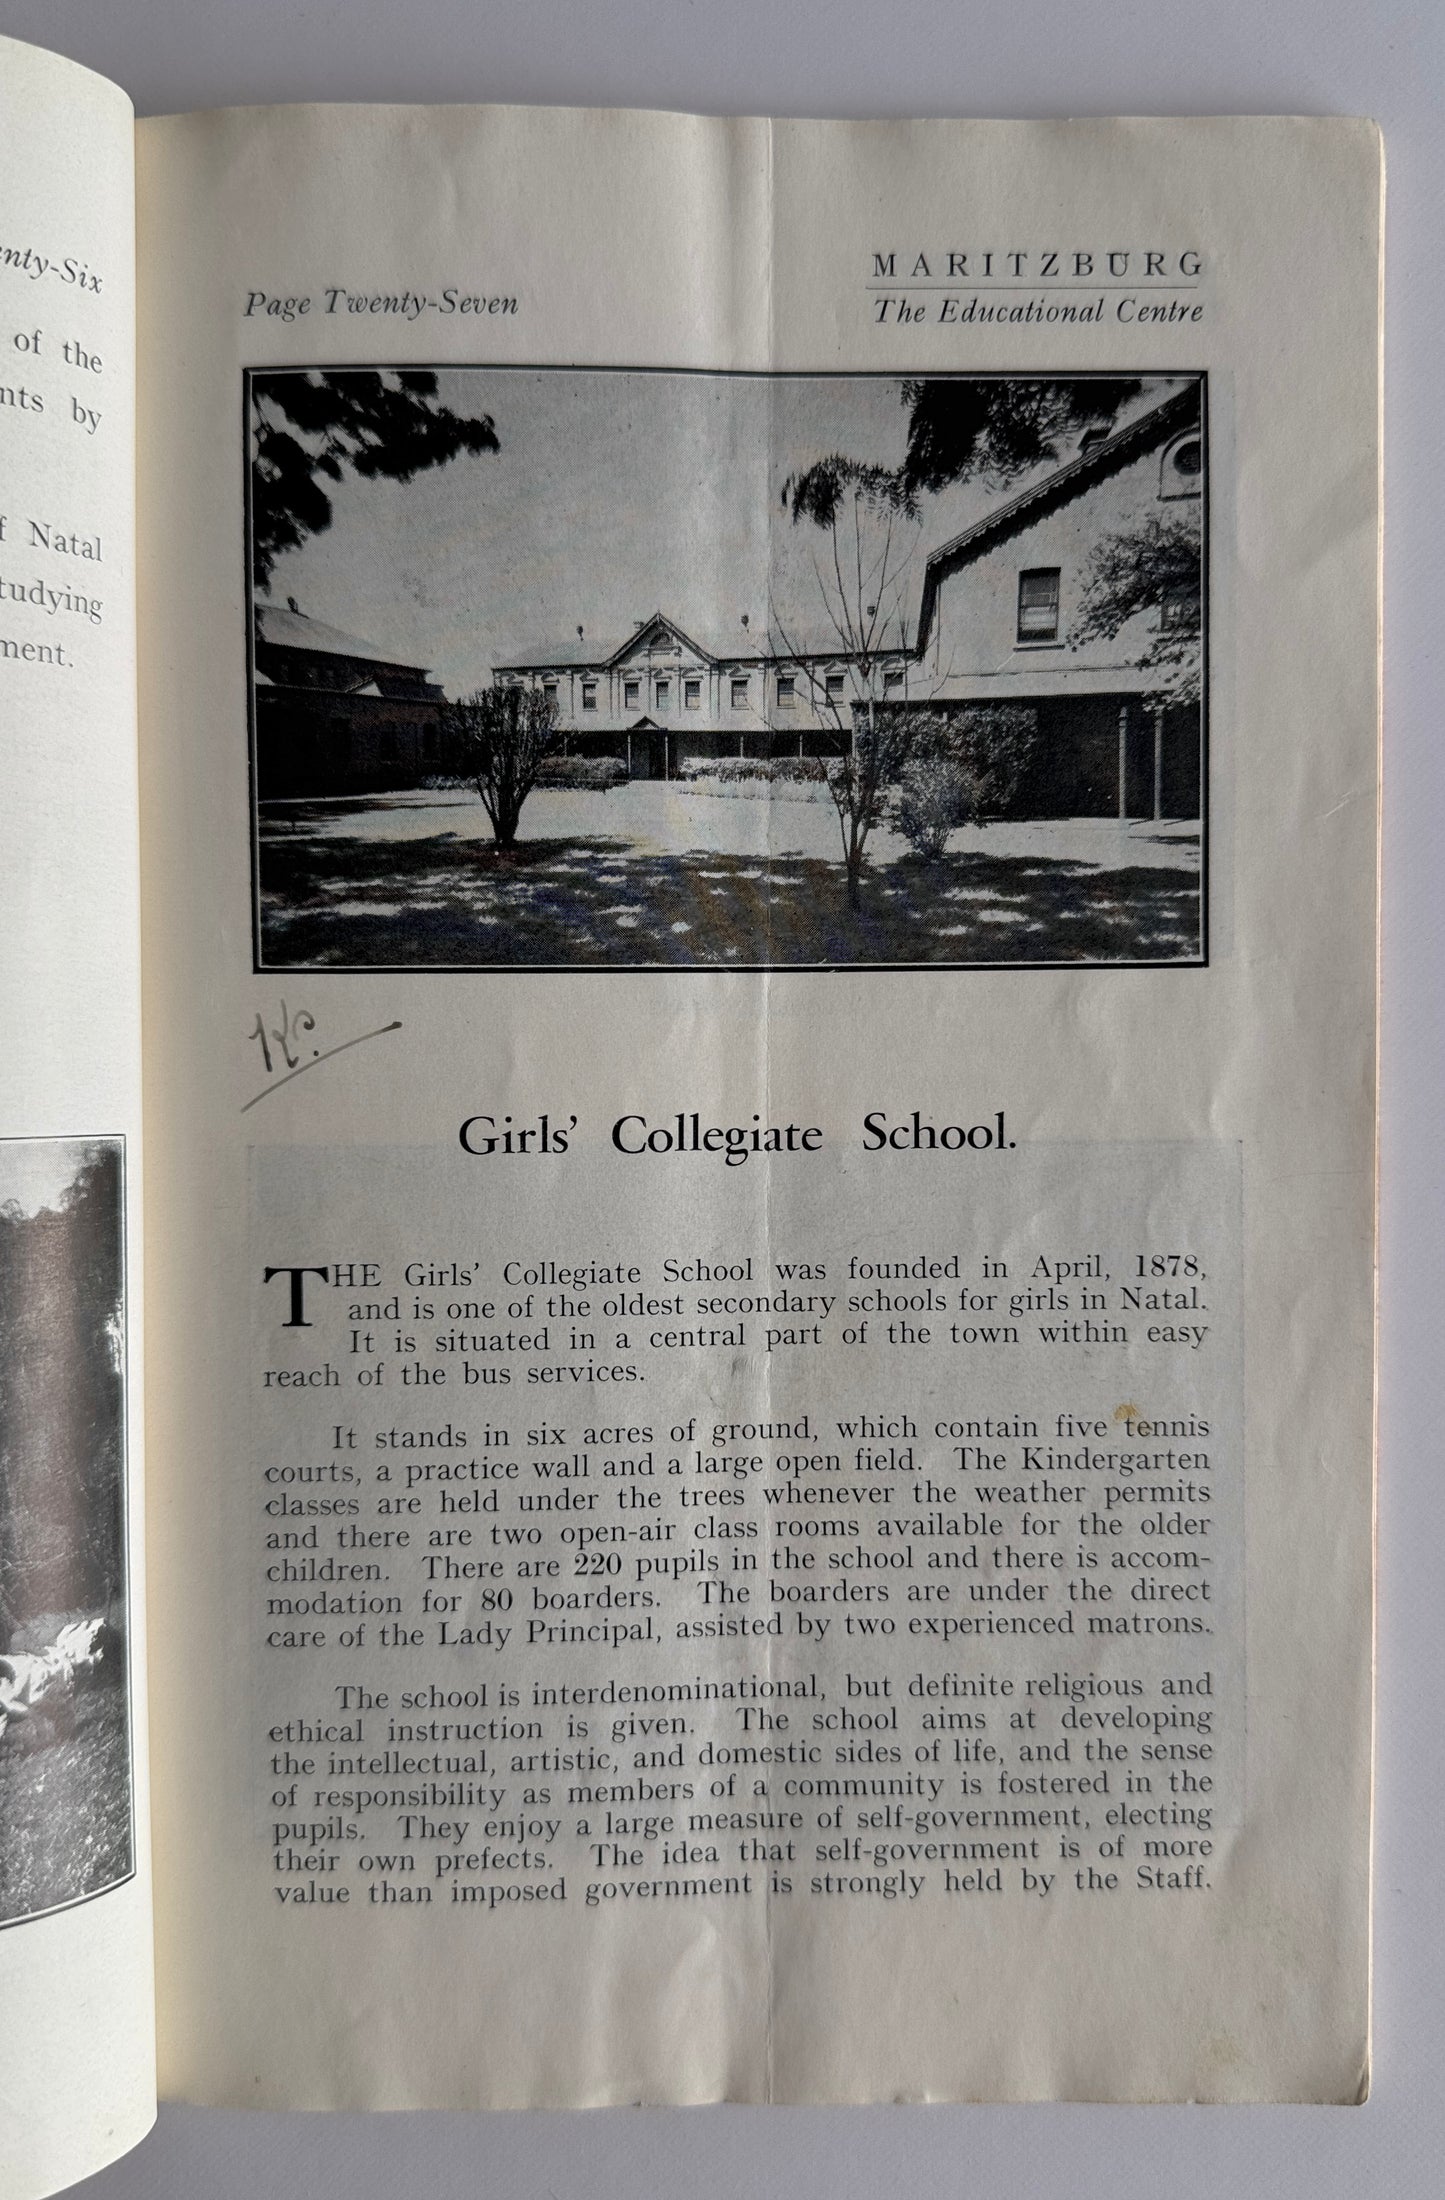 enty-Six
of the
nts by
f Natal
tudying
ment.
Page Twenty-Seven
MARITZBURG
The Educational Centre
Girls' Collegiate School.
THE Girls' Collegiate School was founded in April, 1878,
and is one of the oldest secondary schools for girls in Natal.
It is situated in a central part of the town within easy
reach of the bus services.
It stands in six acres of ground, which contain five tennis
courts, a practice wall and a large open field. The Kindergarten
classes are held under the trees whenever the weather permits
and there are two open-air class rooms available for the older
children. There are 220 pupils in the school and there is accom-
modation for 80 boarders. The boarders are under the direct
care of the Lady Principal, assisted by two experienced matrons.
The school is interdenominational, but definite religious and
ethical instruction is given. The school aims at developing
the intellectual, artistic, and domestic sides of life, and the sense
of responsibility as members of a community is fostered in the
pupils. They enjoy a large measure of self-government, electing
their own prefects. The idea that self-government is of more
value than imposed government is strongly held by the Staff.